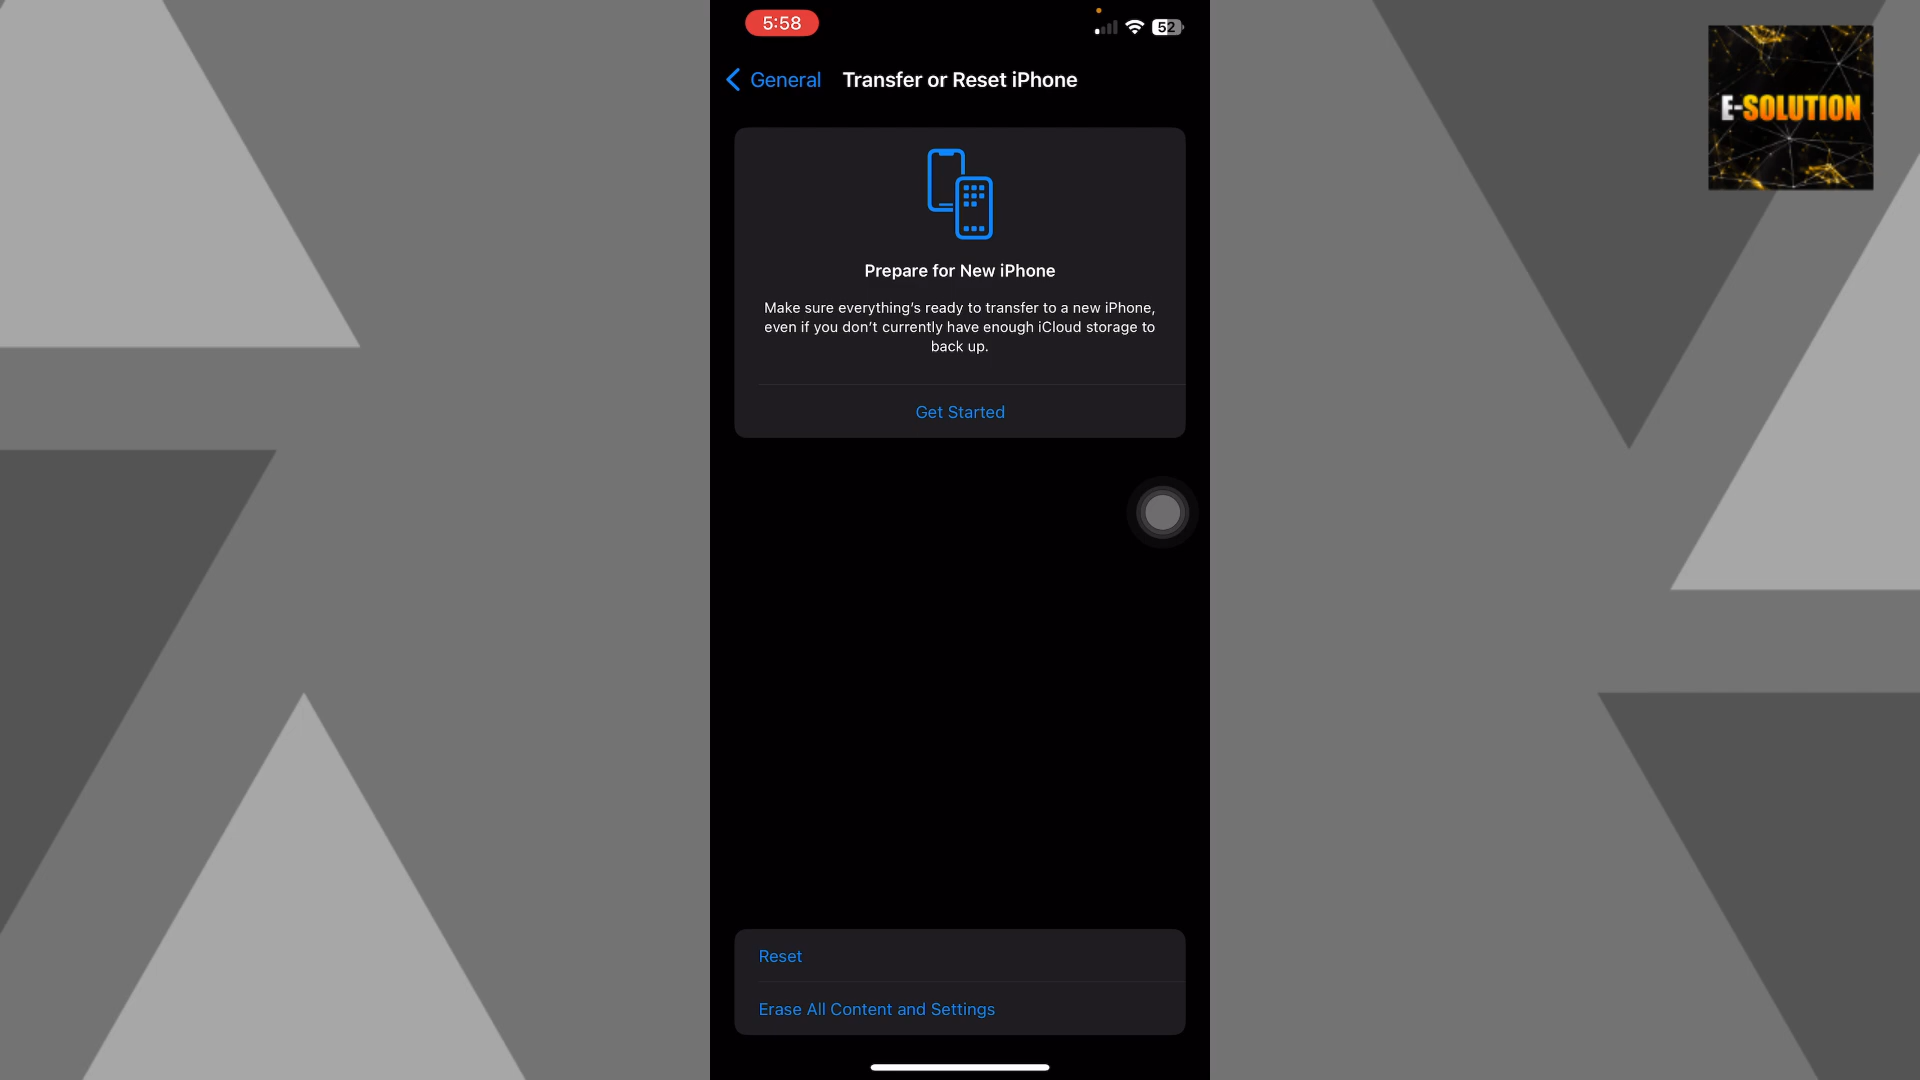 5:58
52
General
Transfer or Reset iPhone
E-SOLUTION
Prepare for New iPhone
Make sure everything's ready to transfer to a new iPhone,
even if you don't currently have enough iCloud storage to
back up.
Get Started
Reset
Erase All Content and Settings